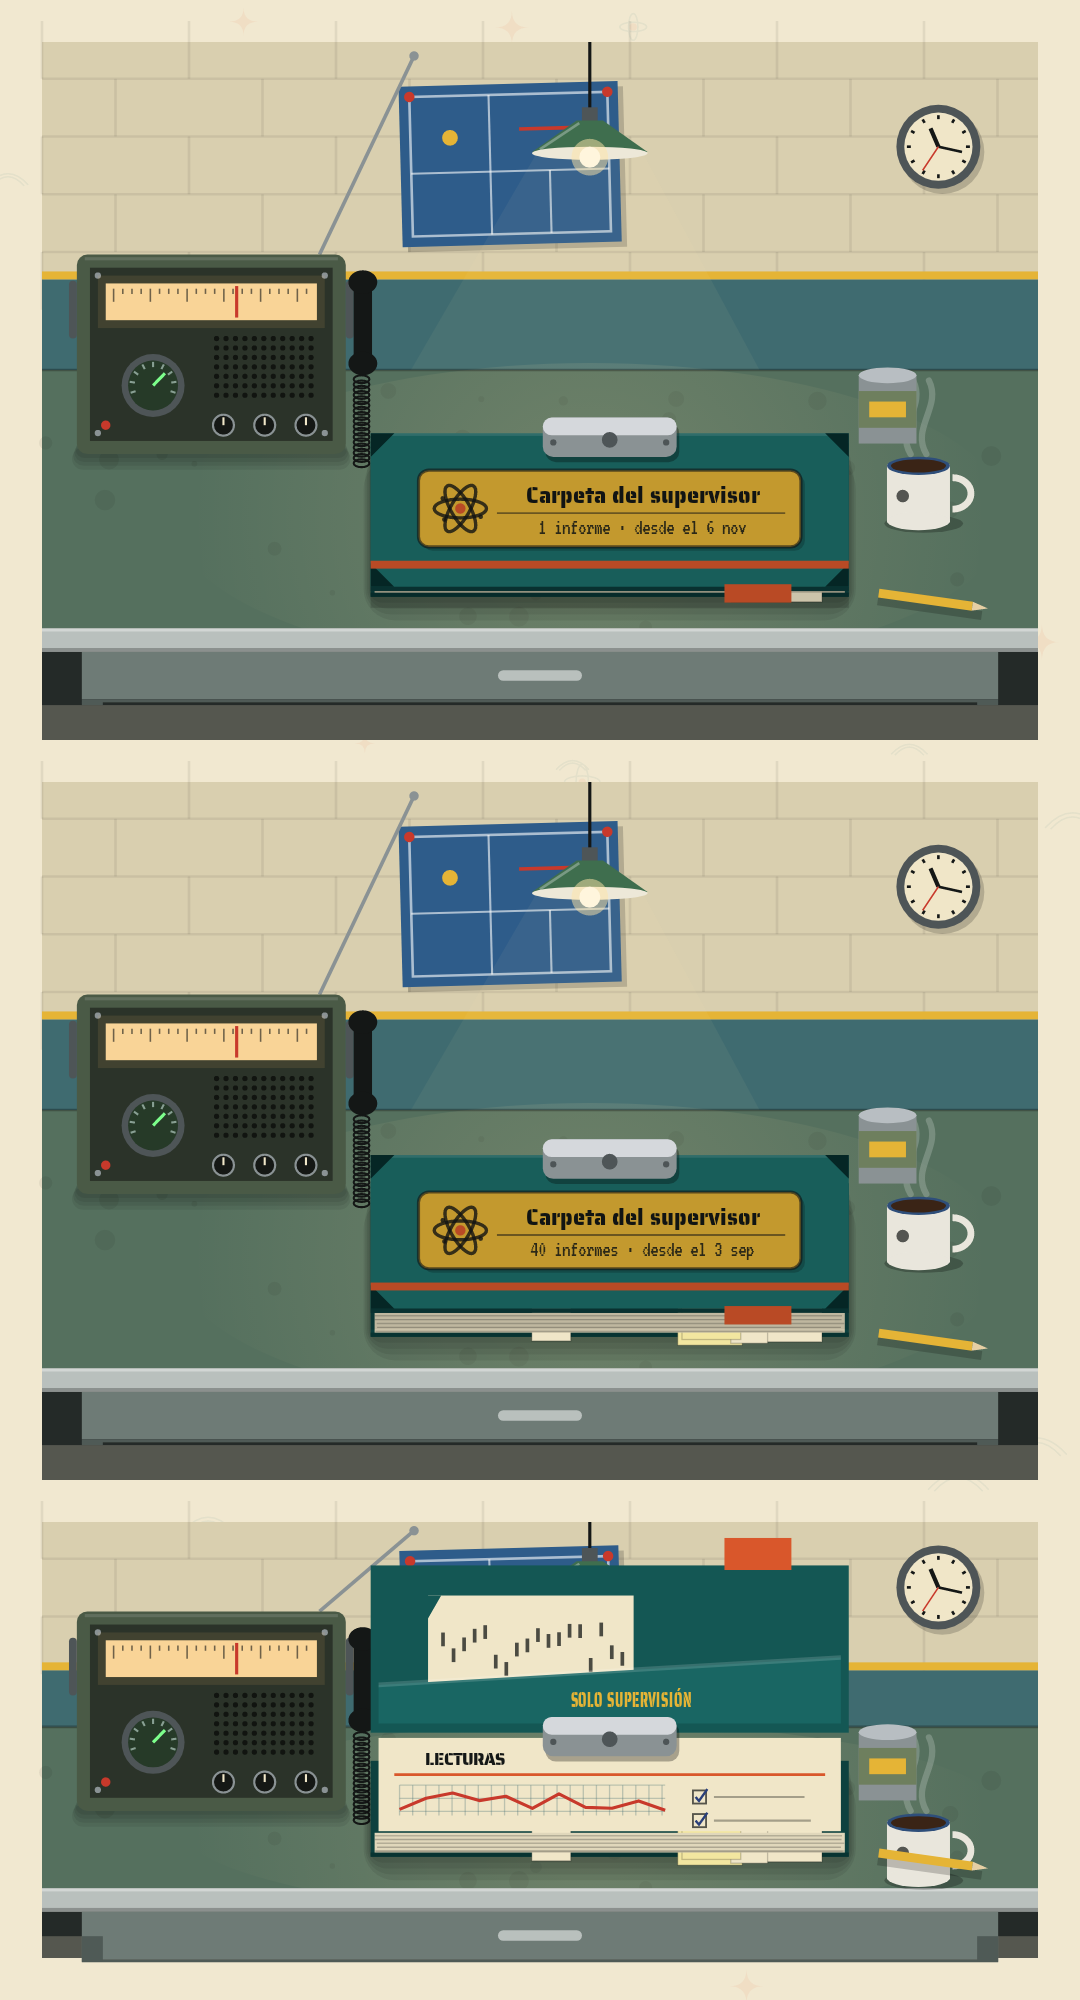 Carpeta del supervisor
1 informe · desde el 6 nov
Carpeta del supervisor
40 informes · desde el 3 sep
SOLO SUPERVISIÓN
LECTURAS